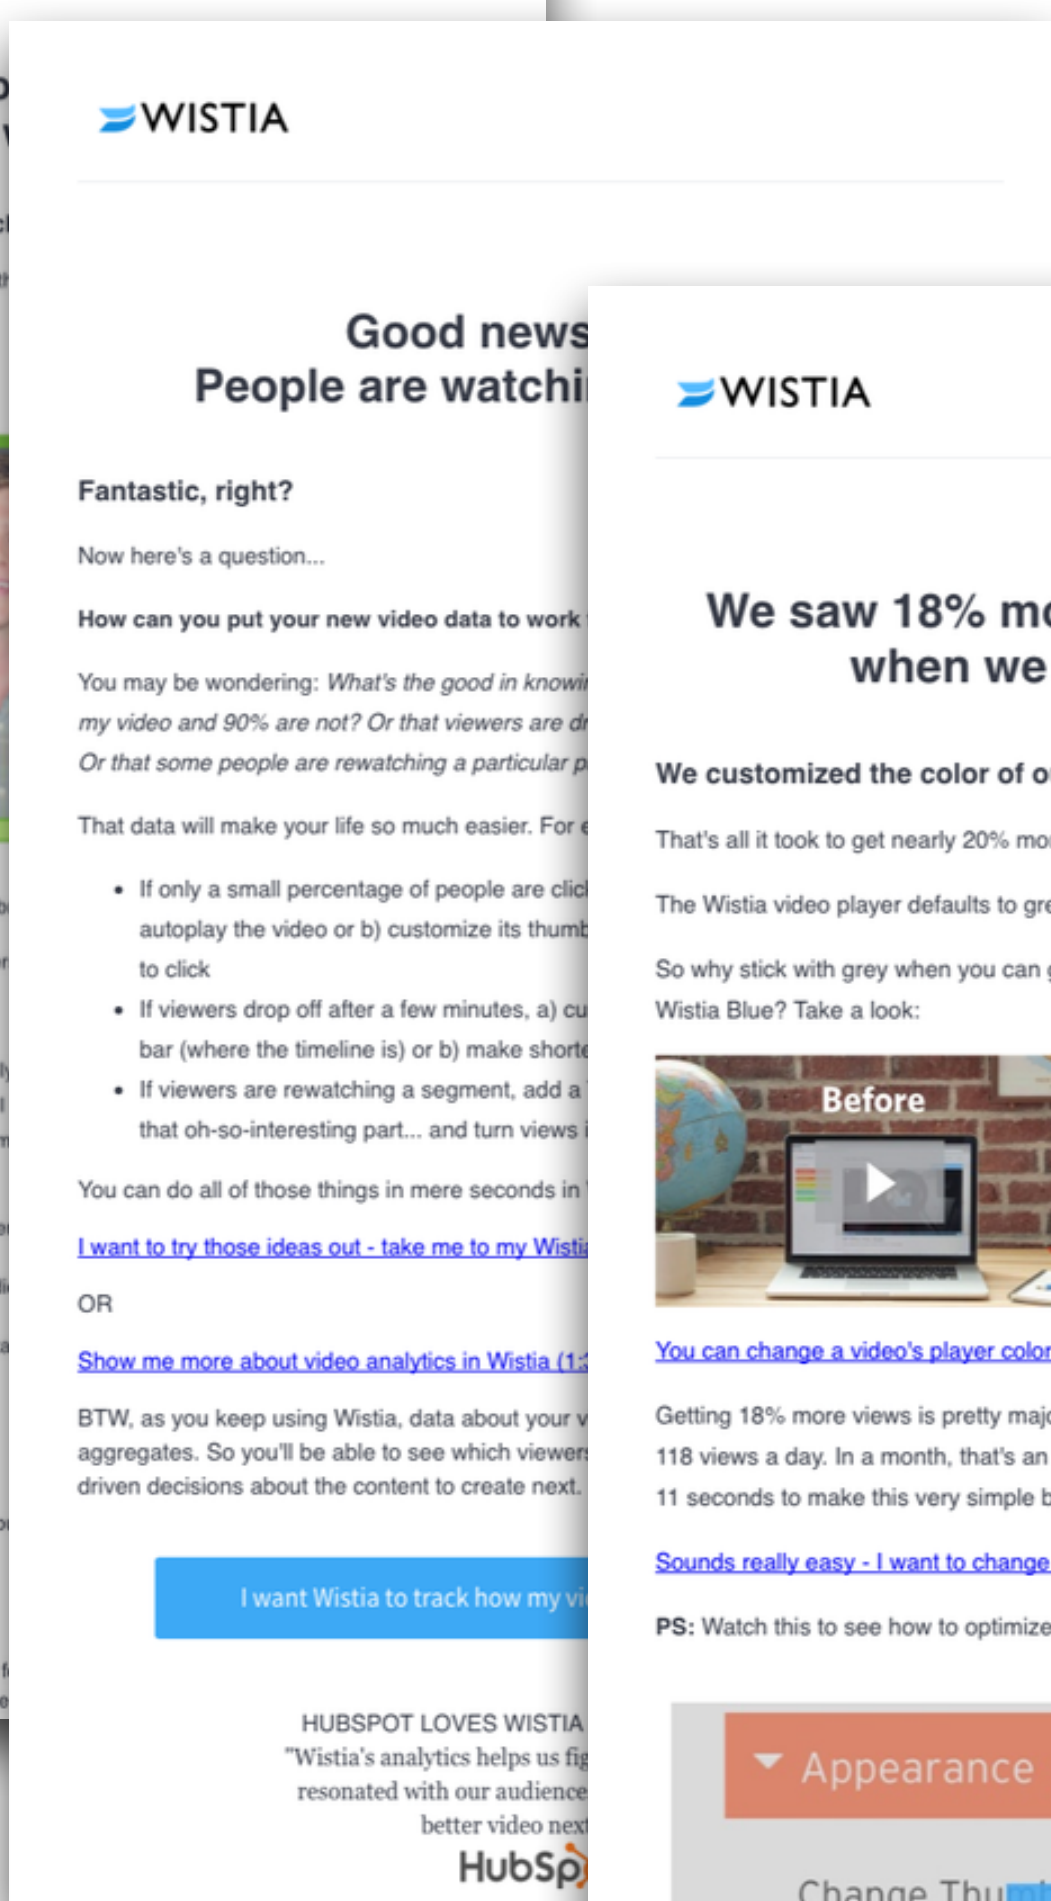 WISTIA
Good news
People are watchi
Fantastic, right?
Now here's a question...
How can you put your new video data to work
You may be wondering: What's the good in knowi
my video and 90% are not? Or that viewers are dr
Or that some people are rewatching a particular p
That data will make your life so much easier. For e
• If only a small percentage of people are clic
autoplay the video or b) customize its thumb
to click
• If viewers drop off after a few minutes, a) cu
bar (where the timeline is) or b) make shorte
• If viewers are rewatching a segment, add a
that oh-so-interesting part... and turn views i
You can do all of those things in mere seconds in
I want to try those ideas out - take me to my Wistia
OR
Show me more about video analytics in Wistia (1:3
BTW, as you keep using Wistia, data about your v
aggregates. So you'll be able to see which viewers
driven decisions about the content to create next.
I want Wistia to track how my vi
HUBSPOT LOVES WISTIA
"Wistia's analytics helps us fig
resonated with our audience
better video next
HubSp
WISTIA
We saw 18% mo
when we
We customized the color of o
That's all it took to get nearly 20% mor
The Wistia video player defaults to gre
So why stick with grey when you can g
Wistia Blue? Take a look:
Before
You can change a video's player color
Getting 18% more views is pretty majo
118 views a day. In a month, that's an
11 seconds to make this very simple b
Sounds really easy - I want to change
PS: Watch this to see how to optimize
Appearance
Change Thum